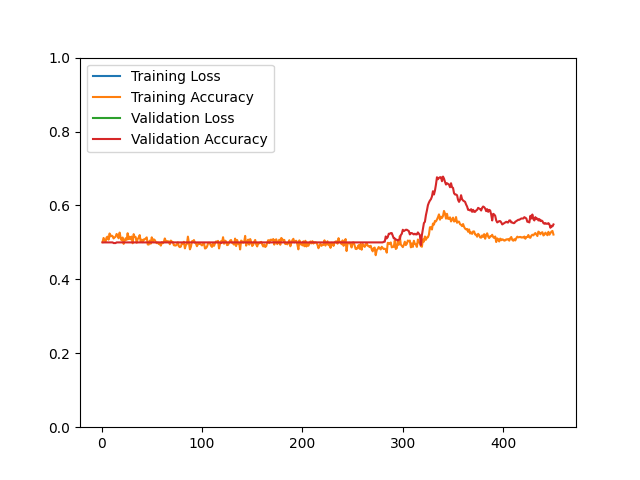 1.0
0.8
0.6
0.4
0.2
0.0
Training Loss
Training Accuracy
Validation Loss
Validation Accuracy
0 100 200 300 400